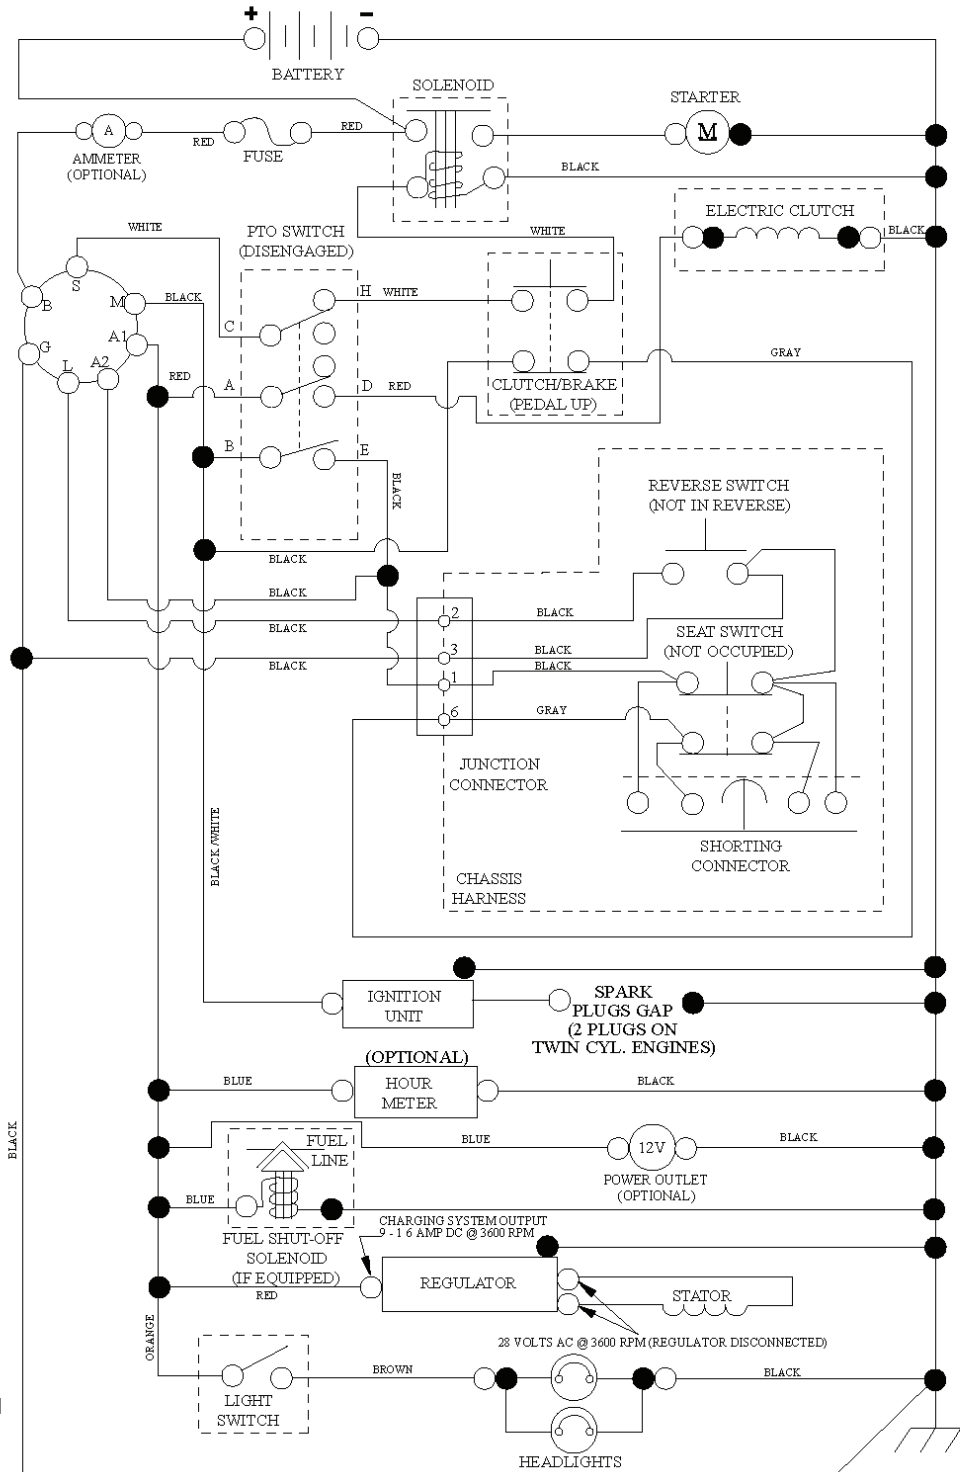 + −
BATTERY
SOLENOID
STARTER
A
RED
FUSE
RED
M
AMMETER
(OPTIONAL)
BLACK
ELECTRIC CLUTCH
BLACK
WHITE
PTO SWITCH
(DISENGAGED)
WHITE
S
B
M
BLACK
H
WHITE
C
G
A1
L
A2
RED
A
D
RED
GRAY
CLUTCH/BRAKE
(PEDAL UP)
B
E
BLACK
REVERSE SWITCH
(NOT IN REVERSE)
BLACK
BLACK
2
BLACK
BLACK
SEAT SWITCH
(NOT OCCUPIED)
3
BLACK
BLACK
BLACK
1
6
GRAY
JUNCTION
CONNECTOR
BLACK/WHITE
SHORTING
CONNECTOR
CHASSIS
HARNESS
IGNITION
UNIT
SPARK
PLUGS GAP
(2 PLUGS ON
TWIN CYL. ENGINES)
(OPTIONAL)
HOUR
METER
BLUE
BLACK
BLACK
BLUE
12V
BLACK
POWER OUTLET
(OPTIONAL)
FUEL
LINE
BLUE
FUEL SHUT-OFF
SOLENOID
(IF EQUIPPED)
CHARGING SYSTEM OUTPUT
9 - 1 6 AMP DC @ 3600 RPM
RED
REGULATOR
STATOR
28 VOLTS AC @ 3600 RPM (REGULATOR DISCONNECTED)
ORANGE
BROWN
BLACK
LIGHT
SWITCH
HEADLIGHTS